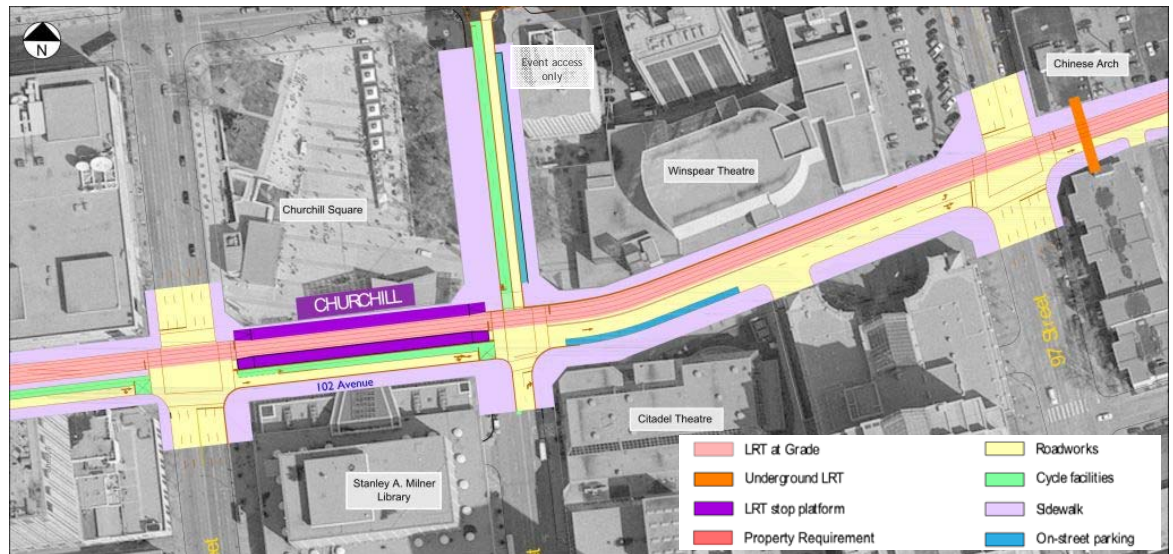 N
Event access
only
Chinese Arch
Winspear Theatre
Churchill Square
CHURCHILL
97 Street
102 Avenue
Citadel Theatre
Stanley A. Milner
Library
LRT at Grade
Underground LRT
LRT stop platform
Property Requirement
Roadworks
Cycle facilities
Sidewalk
On-street parking